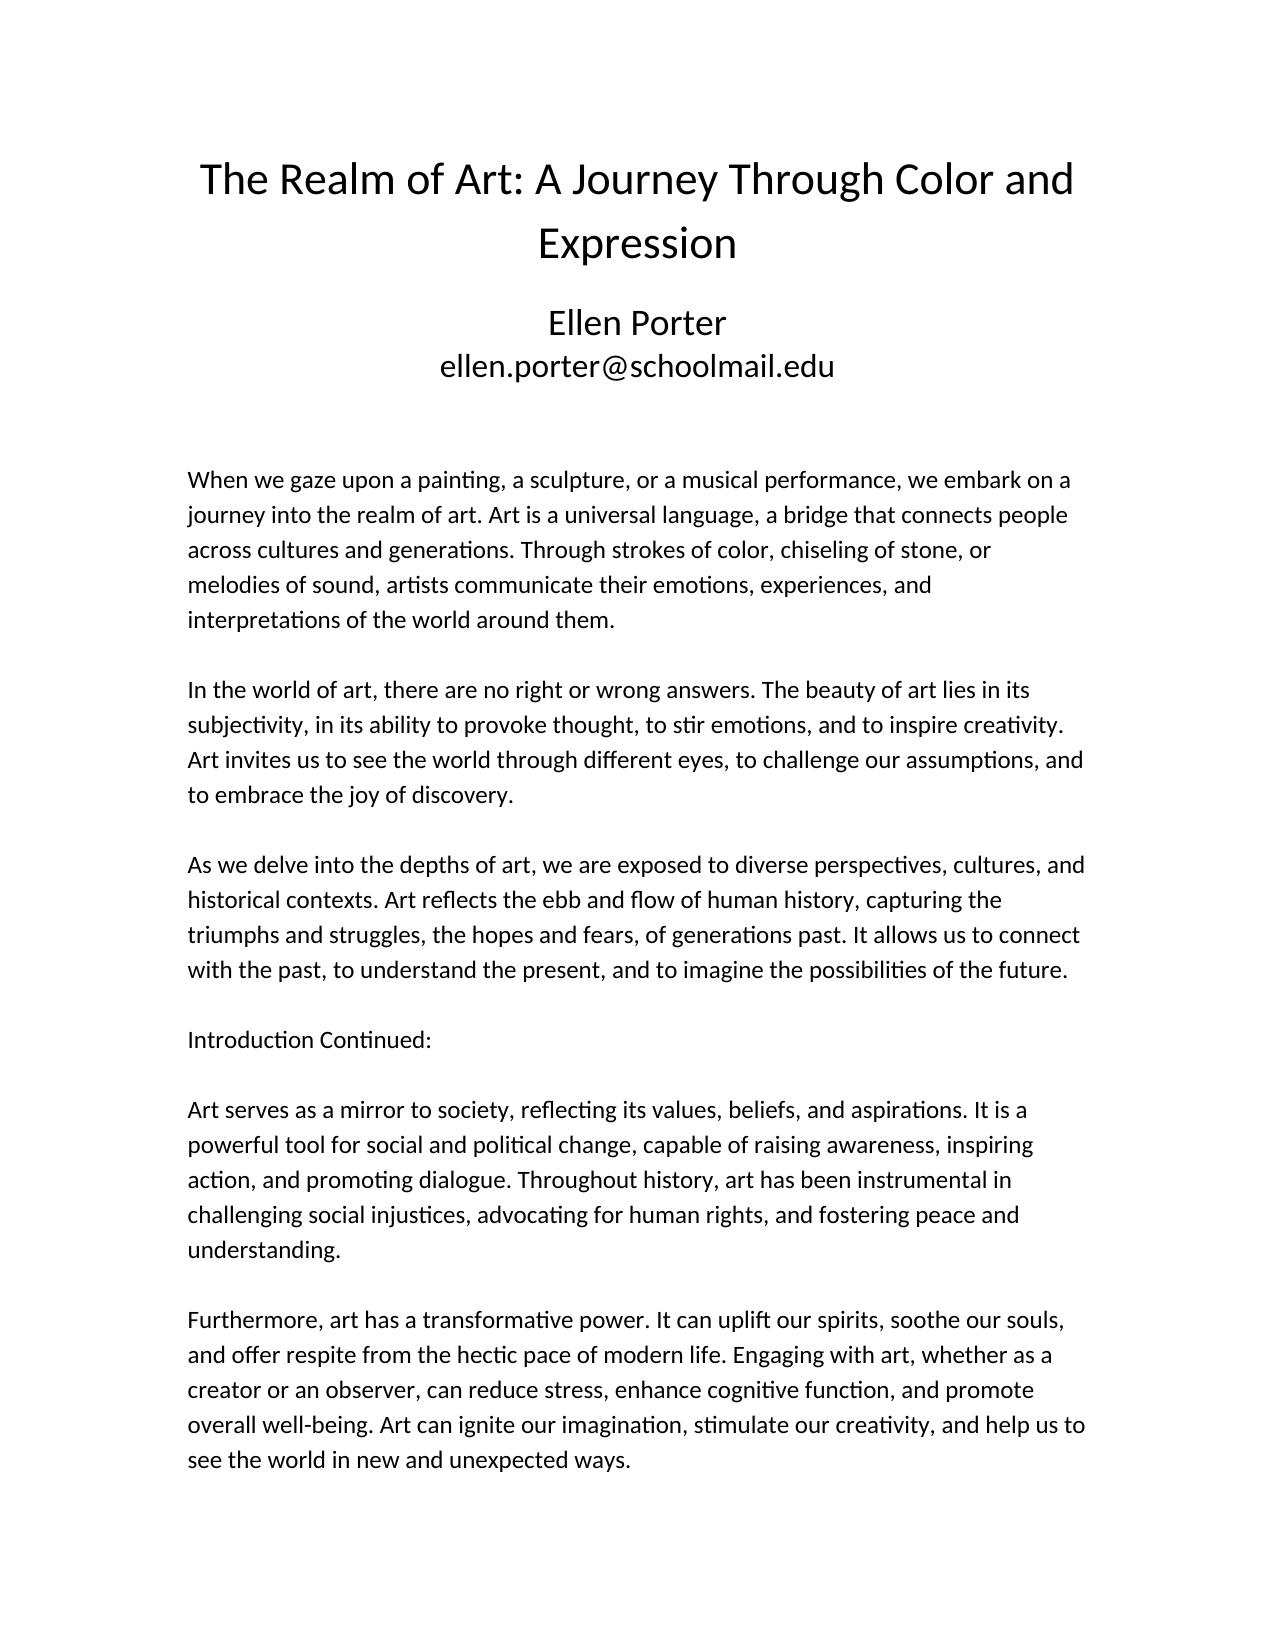 The Realm of Art: A Journey Through Color and
Expression
Ellen Porter
ellen.porter@schoolmail.edu
When we gaze upon a painting, a sculpture, or a musical performance, we embark on a
journey into the realm of art. Art is a universal language, a bridge that connects people
across cultures and generations. Through strokes of color, chiseling of stone, or
melodies of sound, artists communicate their emotions, experiences, and
interpretations of the world around them.
In the world of art, there are no right or wrong answers. The beauty of art lies in its
subjectivity, in its ability to provoke thought, to stir emotions, and to inspire creativity.
Art invites us to see the world through different eyes, to challenge our assumptions, and
to embrace the joy of discovery.
As we delve into the depths of art, we are exposed to diverse perspectives, cultures, and
historical contexts. Art reflects the ebb and flow of human history, capturing the
triumphs and struggles, the hopes and fears, of generations past. It allows us to connect
with the past, to understand the present, and to imagine the possibilities of the future.
Introduction Continued:
Art serves as a mirror to society, reflecting its values, beliefs, and aspirations. It is a
powerful tool for social and political change, capable of raising awareness, inspiring
action, and promoting dialogue. Throughout history, art has been instrumental in
challenging social injustices, advocating for human rights, and fostering peace and
understanding.
Furthermore, art has a transformative power. It can uplift our spirits, soothe our souls,
and offer respite from the hectic pace of modern life. Engaging with art, whether as a
creator or an observer, can reduce stress, enhance cognitive function, and promote
overall well-being. Art can ignite our imagination, stimulate our creativity, and help us to
see the world in new and unexpected ways.